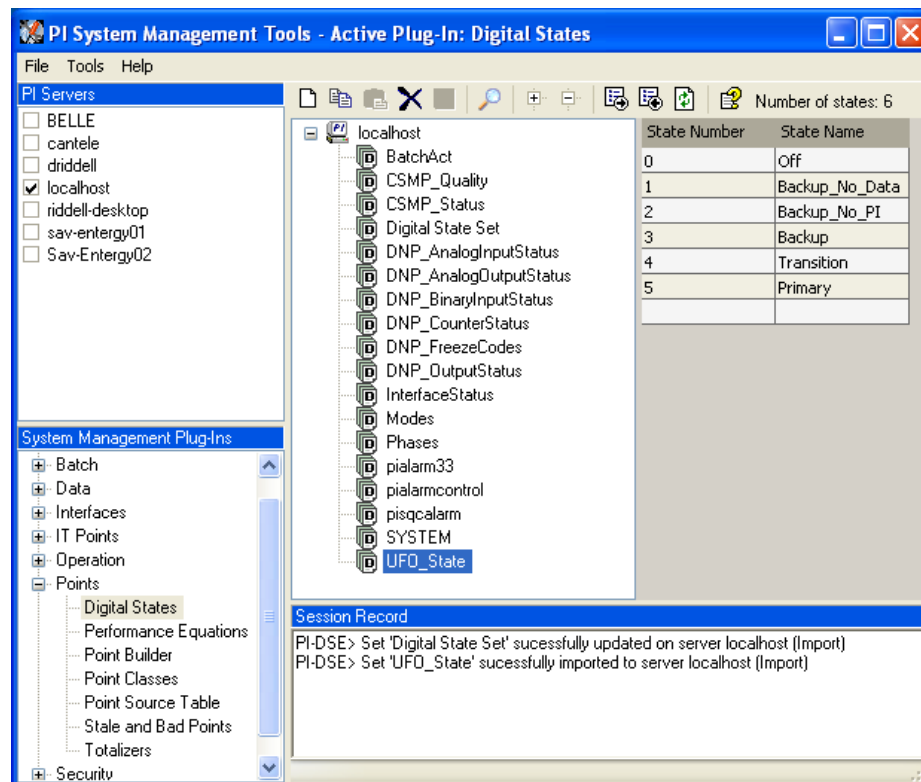 PI System Management Tools - Active Plug-In: Digital States
File Tools Help
PI Servers
BELLE
cantele
driddell
localhost
riddell-desktop
sav-entergy01
Sav-Entergy02
System Management Plug-Ins
Batch
Data
Interfaces
IT Points
Operation
Points
Digital States
Performance Equations
Point Builder
Point Classes
Point Source Table
Stale and Bad Points
Totalizers
Security
Number of states: 6
localhost
BatchAct
CSMP_Quality
CSMP_Status
Digital State Set
DNP_AnalogInputStatus
DNP_AnalogOutputStatus
DNP_BinaryInputStatus
DNP_CounterStatus
DNP_FreezeCodes
DNP_OutputStatus
InterfaceStatus
Modes
Phases
pialarm33
pialarmcontrol
pisqcalarm
SYSTEM
UFO_State
State Number State Name
0 Off
1 Backup_No_Data
2 Backup_No_PI
3 Backup
4 Transition
5 Primary
Session Record
PI-DSE> Set 'Digital State Set' sucessfully updated on server localhost (Import)
PI-DSE> Set 'UFO_State' sucessfully imported to server localhost (Import)